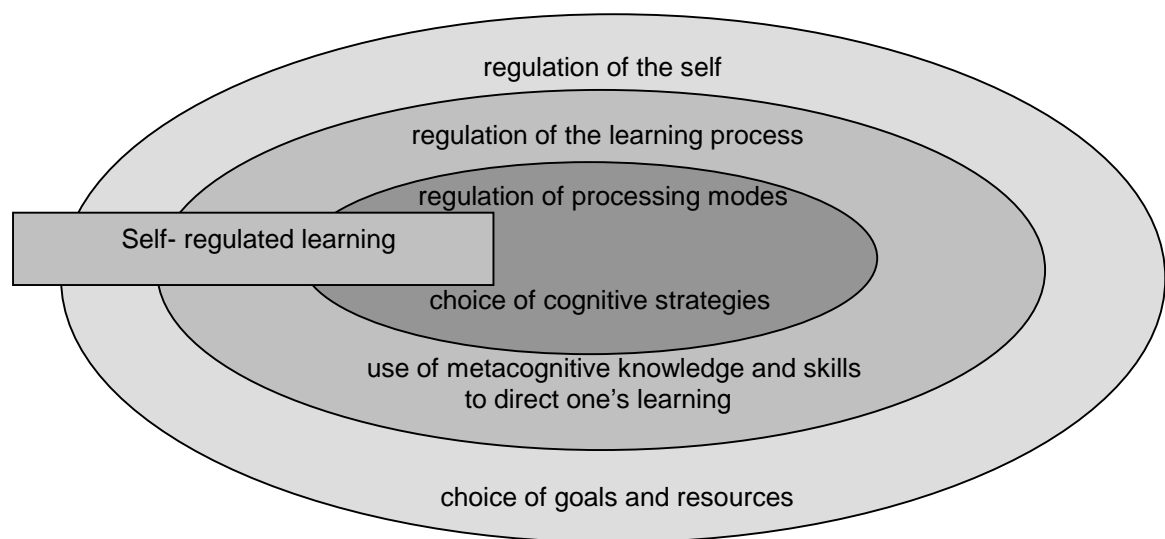 regulation of the self
regulation of the learning process
regulation of processing modes
Self- regulated learning
choice of cognitive strategies
use of metacognitive knowledge and skills
to direct one’s learning
choice of goals and resources